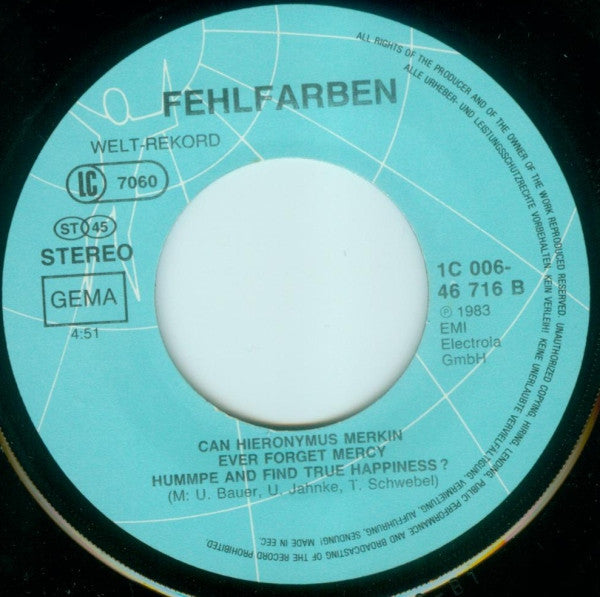 FEHLFARBEN
WELT-REKORD
LC 7060
ST 45
STEREO
GEMA
4:51
1C 006-
46 716 B
℗ 1983
EMI
Electrola
GmbH
CAN HIERONYMUS MERKIN
EVER FORGET MERCY
HUMMPE AND FIND TRUE HAPPINESS?
(M: U. Bauer, U. Jahnke, T. Schwebel)
ALL RIGHTS OF THE PRODUCER AND OF THE OWNER OF THE WORK REPRODUCED RESERVED. UNAUTHORIZED COPYING, HIRING, LENDING, PUBLIC PERFORMANCE AND BROADCASTING OF THE RECORD PROHIBITED
ALLE URHEBER- UND LEISTUNGSSCHUTZRECHTE VORBEHALTEN. KEIN VERLEIH! KEINE UNERLAUBTE VERVIELFÄLTIGUNG, VERMIETUNG, AUFFÜHRUNG, SENDUNG! MADE IN EEC.